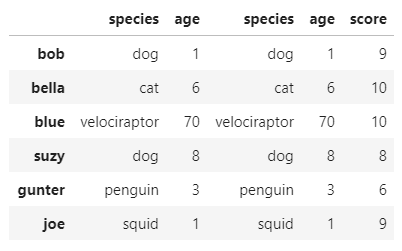 species age species age score
bob dog 1 dog 1 9
bella cat 6 cat 6 10
blue velociraptor 70 velociraptor 70 10
suzy dog 8 dog 8 8
gunter penguin 3 penguin 3 6
joe squid 1 squid 1 9